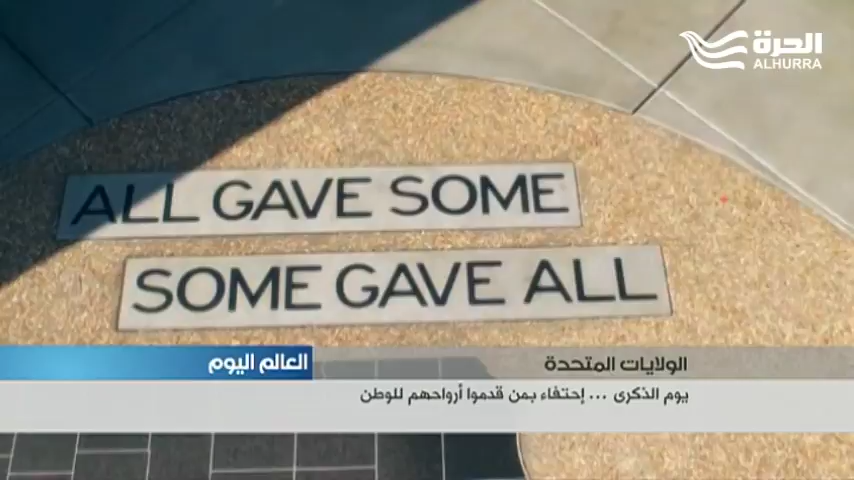 الحرة
ALHURRA
ALL GAVE SOME
SOME GAVE ALL
الولايات المتحدة
العالم اليوم
يوم الذكرى ... إحتفاء بمن قدموا أرواحهم للوطن